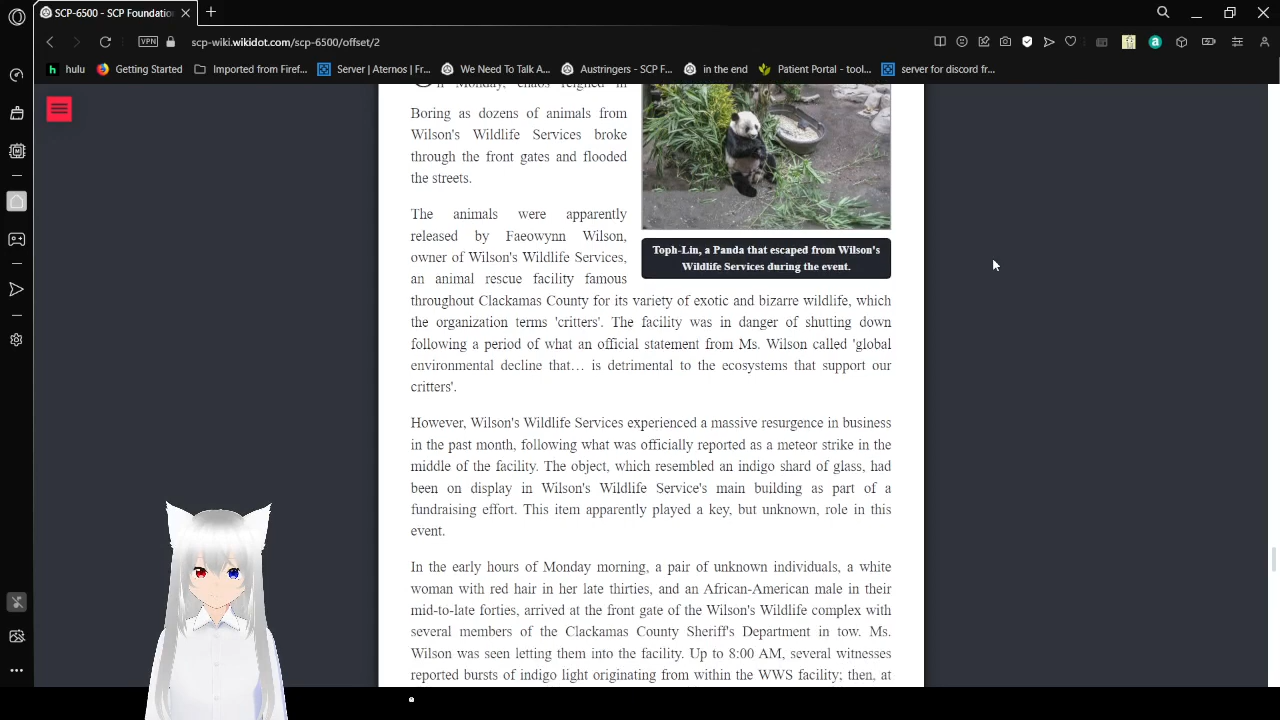 SCP-6500 - SCP Foundatio
VPN
scp-wiki.wikidot.com/scp-6500/offset/2
hulu
Getting Started
Imported from Firef...
Server | Aternos | Fr...
We Need To Talk A...
Austringers - SCP F...
in the end
Patient Portal - tool...
server for discord fr...
Monday, chaos reigned in
Boring as dozens of animals from
Wilson's Wildlife Services broke
through the front gates and flooded
the streets.
Toph-Lin, a Panda that escaped from Wilson's
Wildlife Services during the event.
The animals were apparently
released by Faeowynn Wilson,
owner of Wilson's Wildlife Services,
an animal rescue facility famous
throughout Clackamas County for its variety of exotic and bizarre wildlife, which
the organization terms 'critters'. The facility was in danger of shutting down
following a period of what an official statement from Ms. Wilson called 'global
environmental decline that… is detrimental to the ecosystems that support our
critters'.
However, Wilson's Wildlife Services experienced a massive resurgence in business
in the past month, following what was officially reported as a meteor strike in the
middle of the facility. The object, which resembled an indigo shard of glass, had
been on display in Wilson's Wildlife Service's main building as part of a
fundraising effort. This item apparently played a key, but unknown, role in this
event.
In the early hours of Monday morning, a pair of unknown individuals, a white
woman with red hair in her late thirties, and an African-American male in their
mid-to-late forties, arrived at the front gate of the Wilson's Wildlife complex with
several members of the Clackamas County Sheriff's Department in tow. Ms.
Wilson was seen letting them into the facility. Up to 8:00 AM, several witnesses
reported bursts of indigo light originating from within the WWS facility; then, at